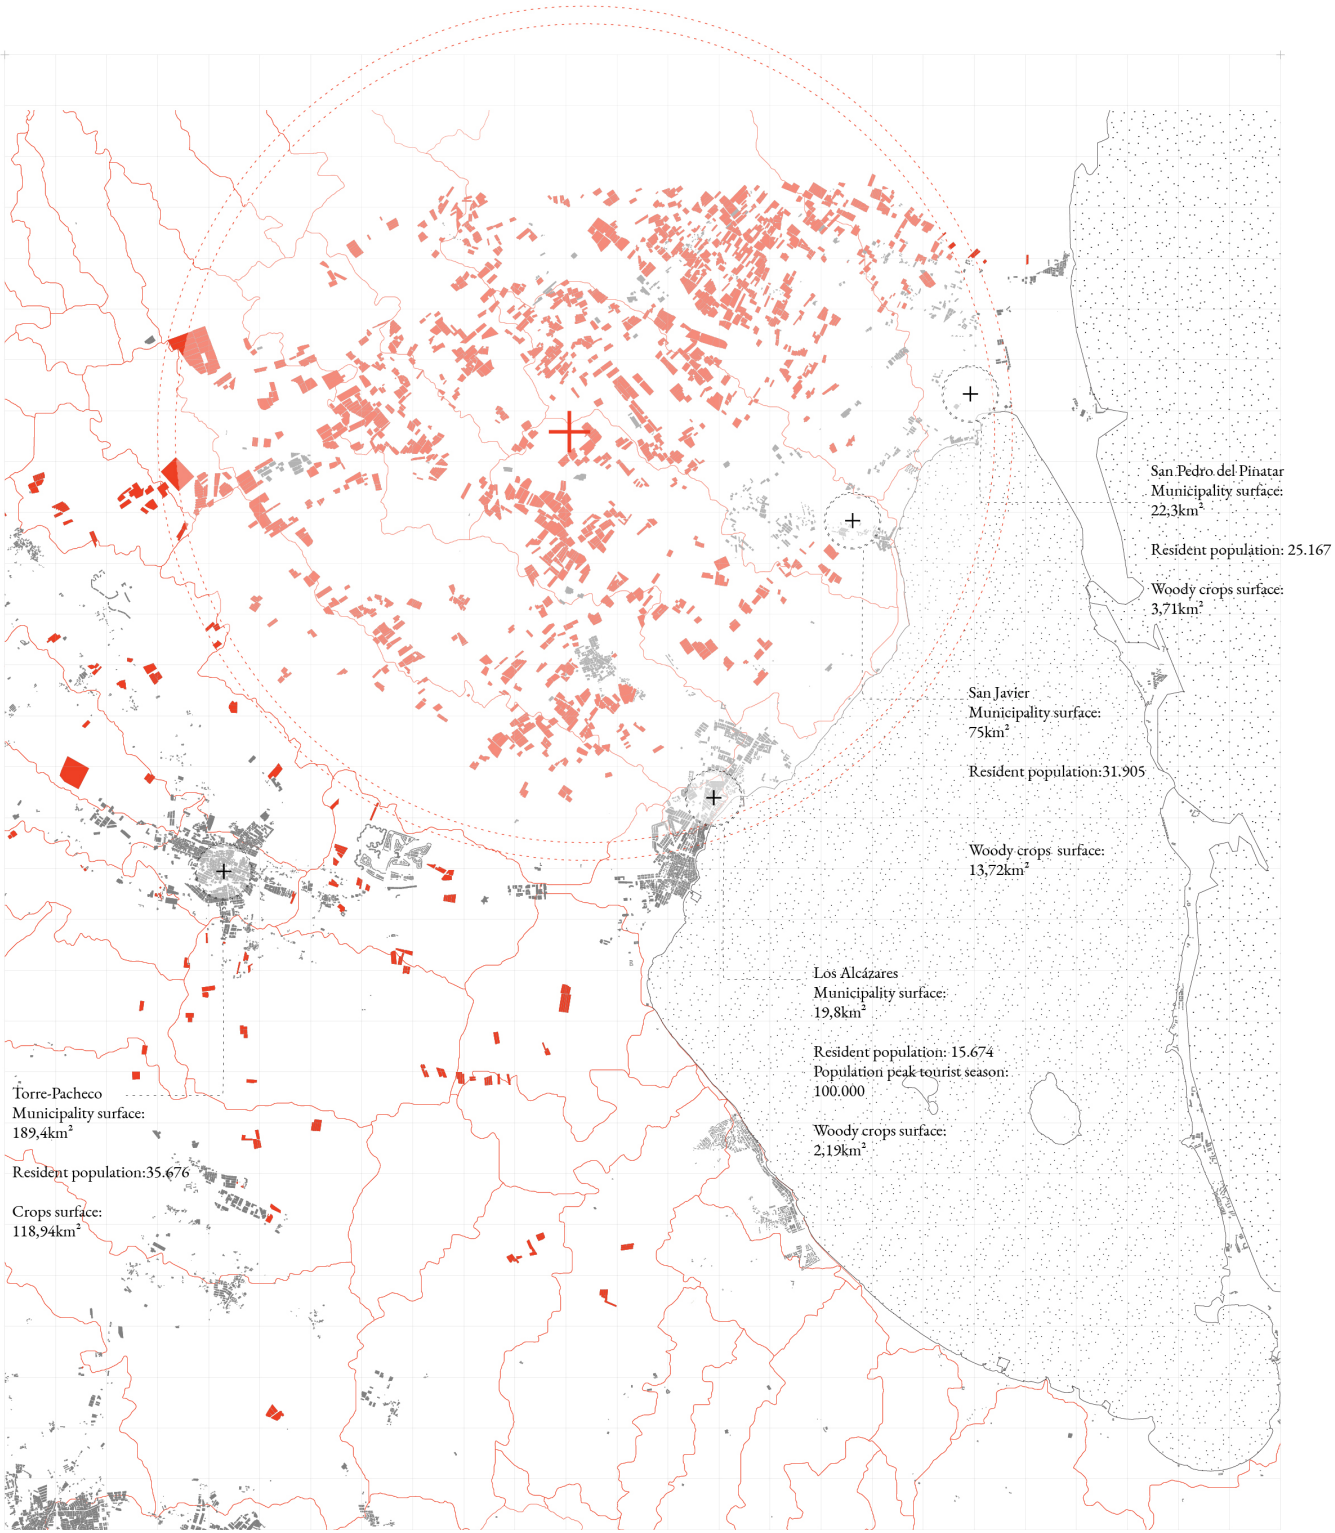 San Pedro del Pinatar
Municipality surface:
22,3km²
Resident population: 25.167
Woody crops surface:
3,71km²
San Javier
Municipality surface:
75km²
Resident population:31.905
Woody crops surface:
13,72km²
Los Alcázares
Municipality surface:
19,8km²
Resident population: 15.674
Population peak tourist season:
100.000
Woody crops surface:
2,19km²
Torre-Pacheco
Municipality surface:
189,4km²
Resident population:35.676
Crops surface:
118,94km²